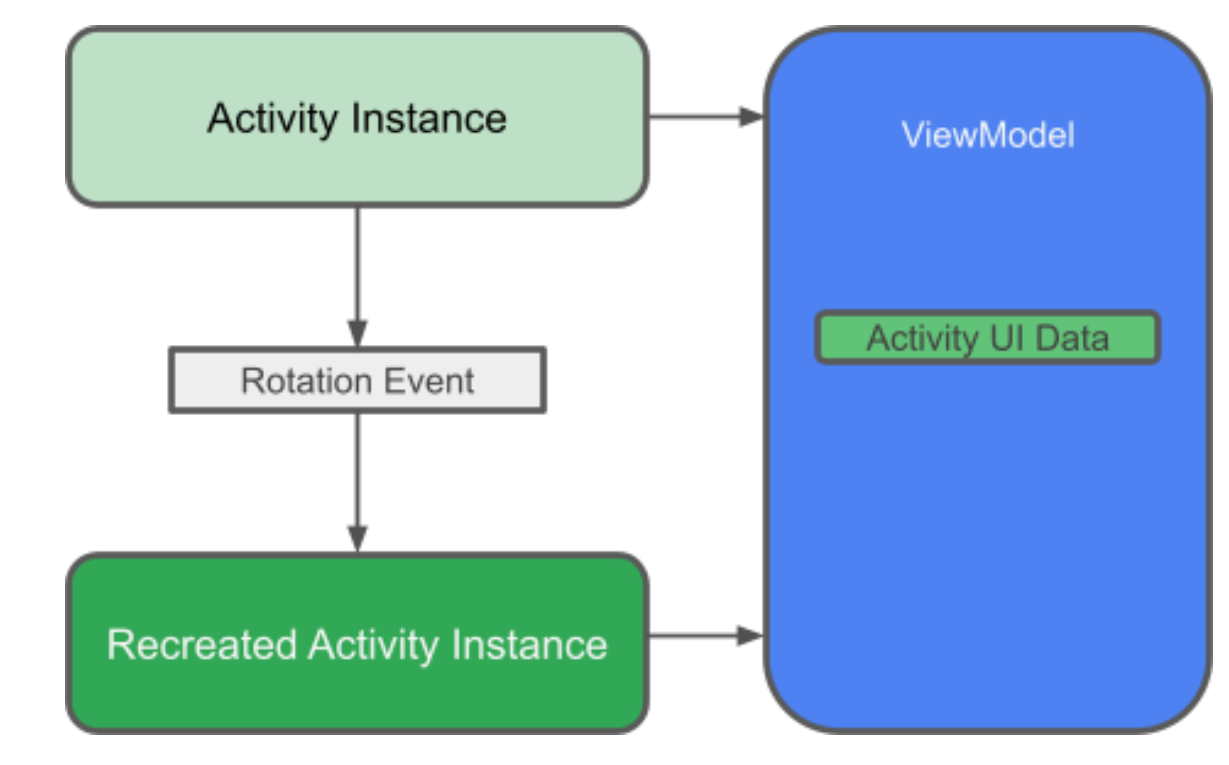 Activity Instance
ViewModel
Activity UI Data
Rotation Event
Recreated Activity Instance